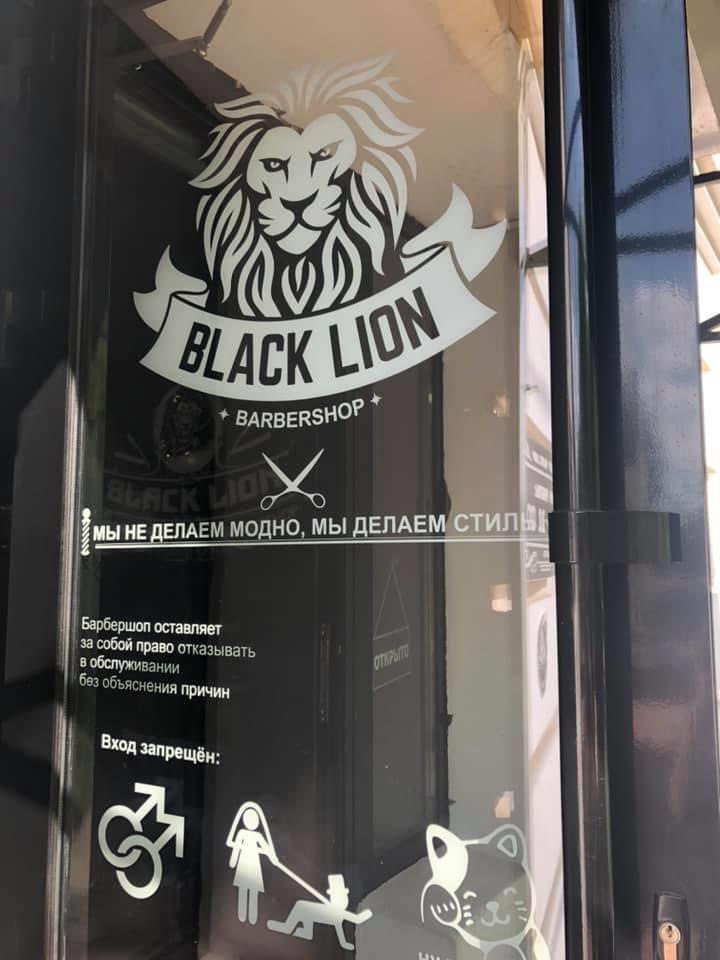 BLACK LION
BARBERSHOP
МЫ НЕ ДЕЛАЕМ МОДНО, МЫ ДЕЛАЕМ СТИЛЬНО
Барбершоп оставляет
за собой право отказывать
в обслуживании
без объяснения причин
ОТКРЫТО
Вход запрещён: